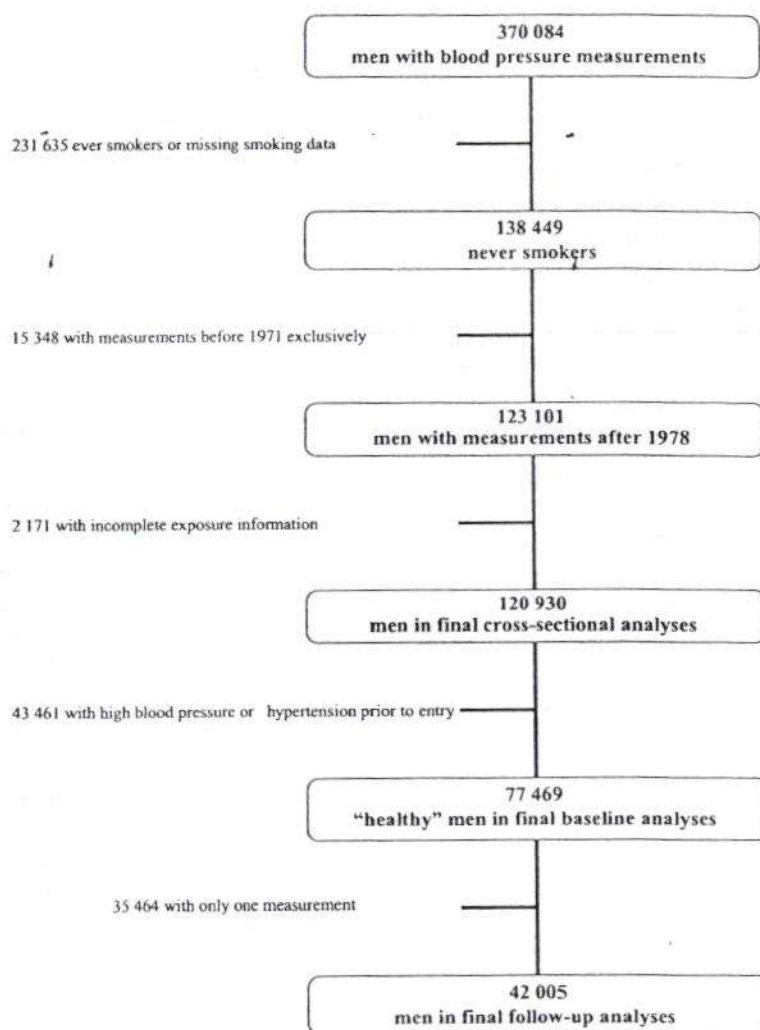 370 084
men with blood pressure measurements
231 635 ever smokers or missing smoking data
138 449
never smokers
15 348 with measurements before 1971 exclusively
123 101
men with measurements after 1978
2 171 with incomplete exposure information
120 930
men in final cross-sectional analyses
43 461 with high blood pressure or hypertension prior to entry
77 469
“healthy” men in final baseline analyses
35 464 with only one measurement
42 005
men in final follow-up analyses